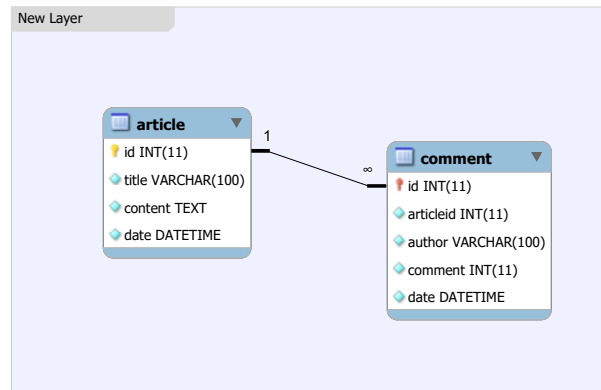 New Layer
article
id INT(11)
title VARCHAR(100)
content TEXT
date DATETIME
1
∞
comment
id INT(11)
articleid INT(11)
author VARCHAR(100)
comment INT(11)
date DATETIME